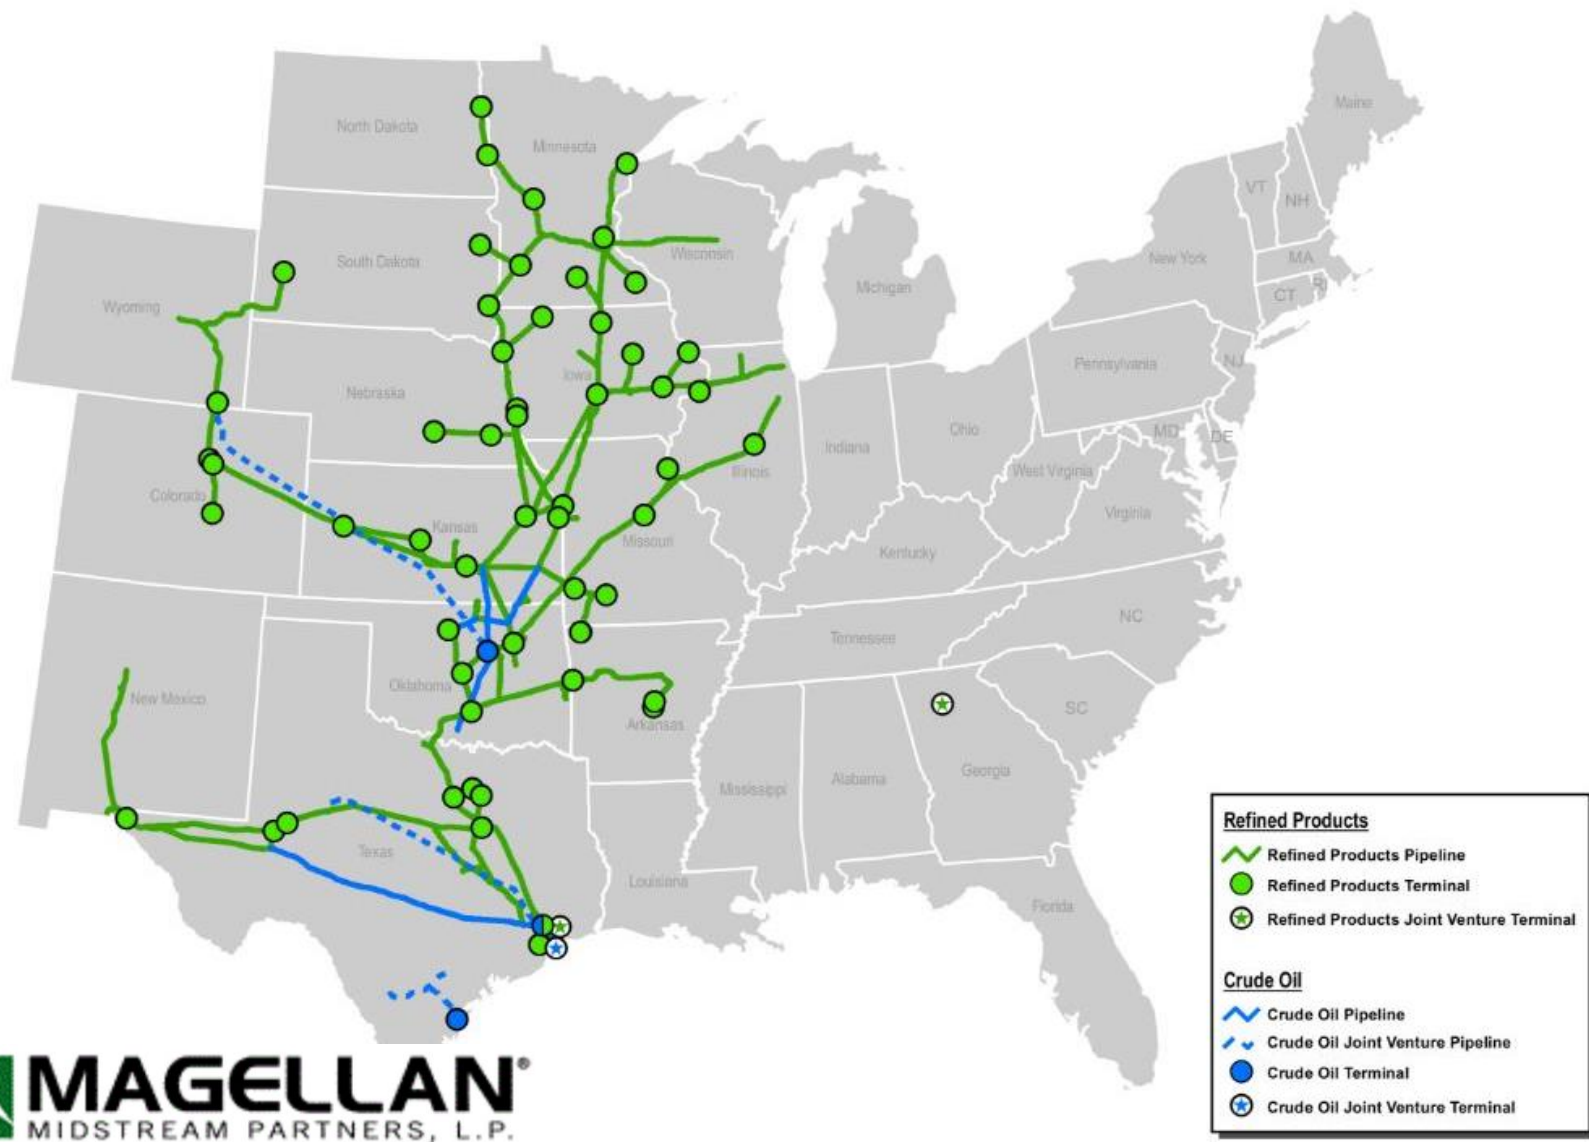 Maine
North Dakota
Minnesota
VT
NH
South Dakota
Wisconsin
New York
MA
CT
RI
Michigan
Wyoming
Pennsylvania
NJ
Iowa
Nebraska
Ohio
MD
DE
Indiana
Illinois
West Virginia
Colorado
Virginia
Kansas
Missouri
Kentucky
NC
Tennessee
Oklahoma
New Mexico
SC
Arkansas
Georgia
Alabama
Mississippi
Texas
Louisiana
Florida
Refined Products
Refined Products Pipeline
Refined Products Terminal
Refined Products Joint Venture Terminal
Crude Oil
Crude Oil Pipeline
Crude Oil Joint Venture Pipeline
Crude Oil Terminal
Crude Oil Joint Venture Terminal
MAGELLAN®
MIDSTREAM PARTNERS, L.P.